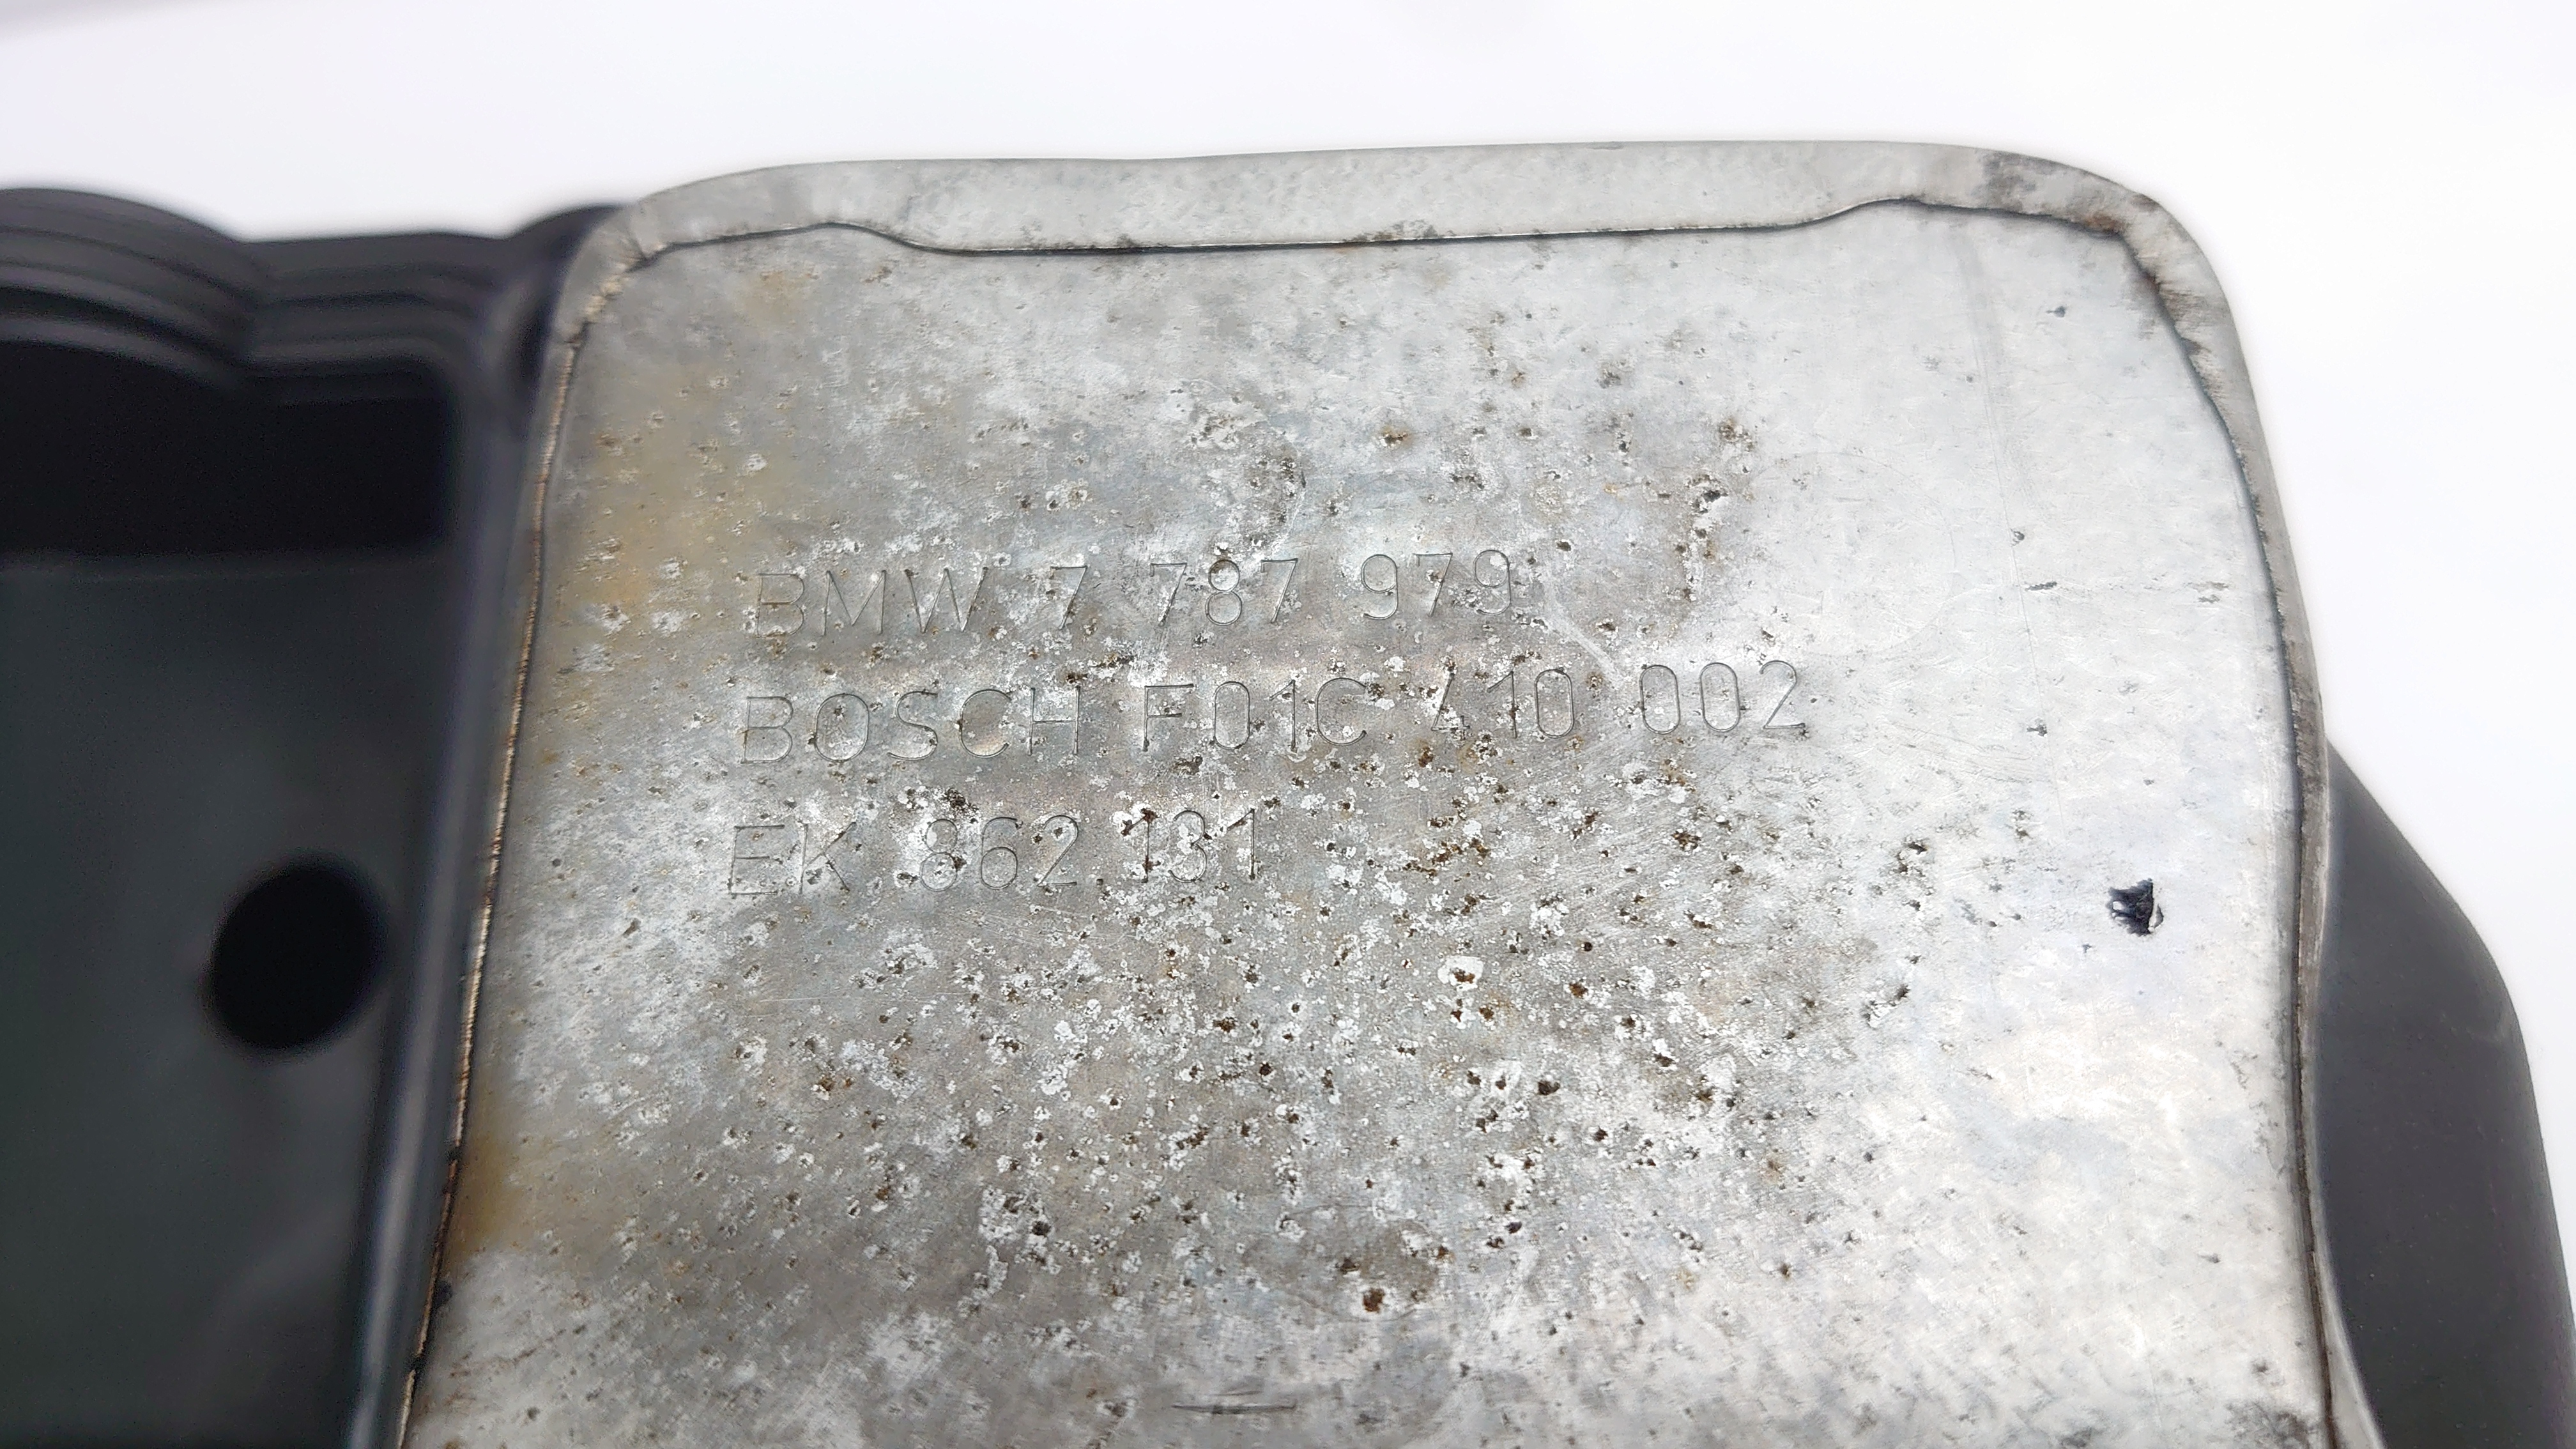 BMW 7 787 979
BOSCH F01C 410 002
EK 862 131